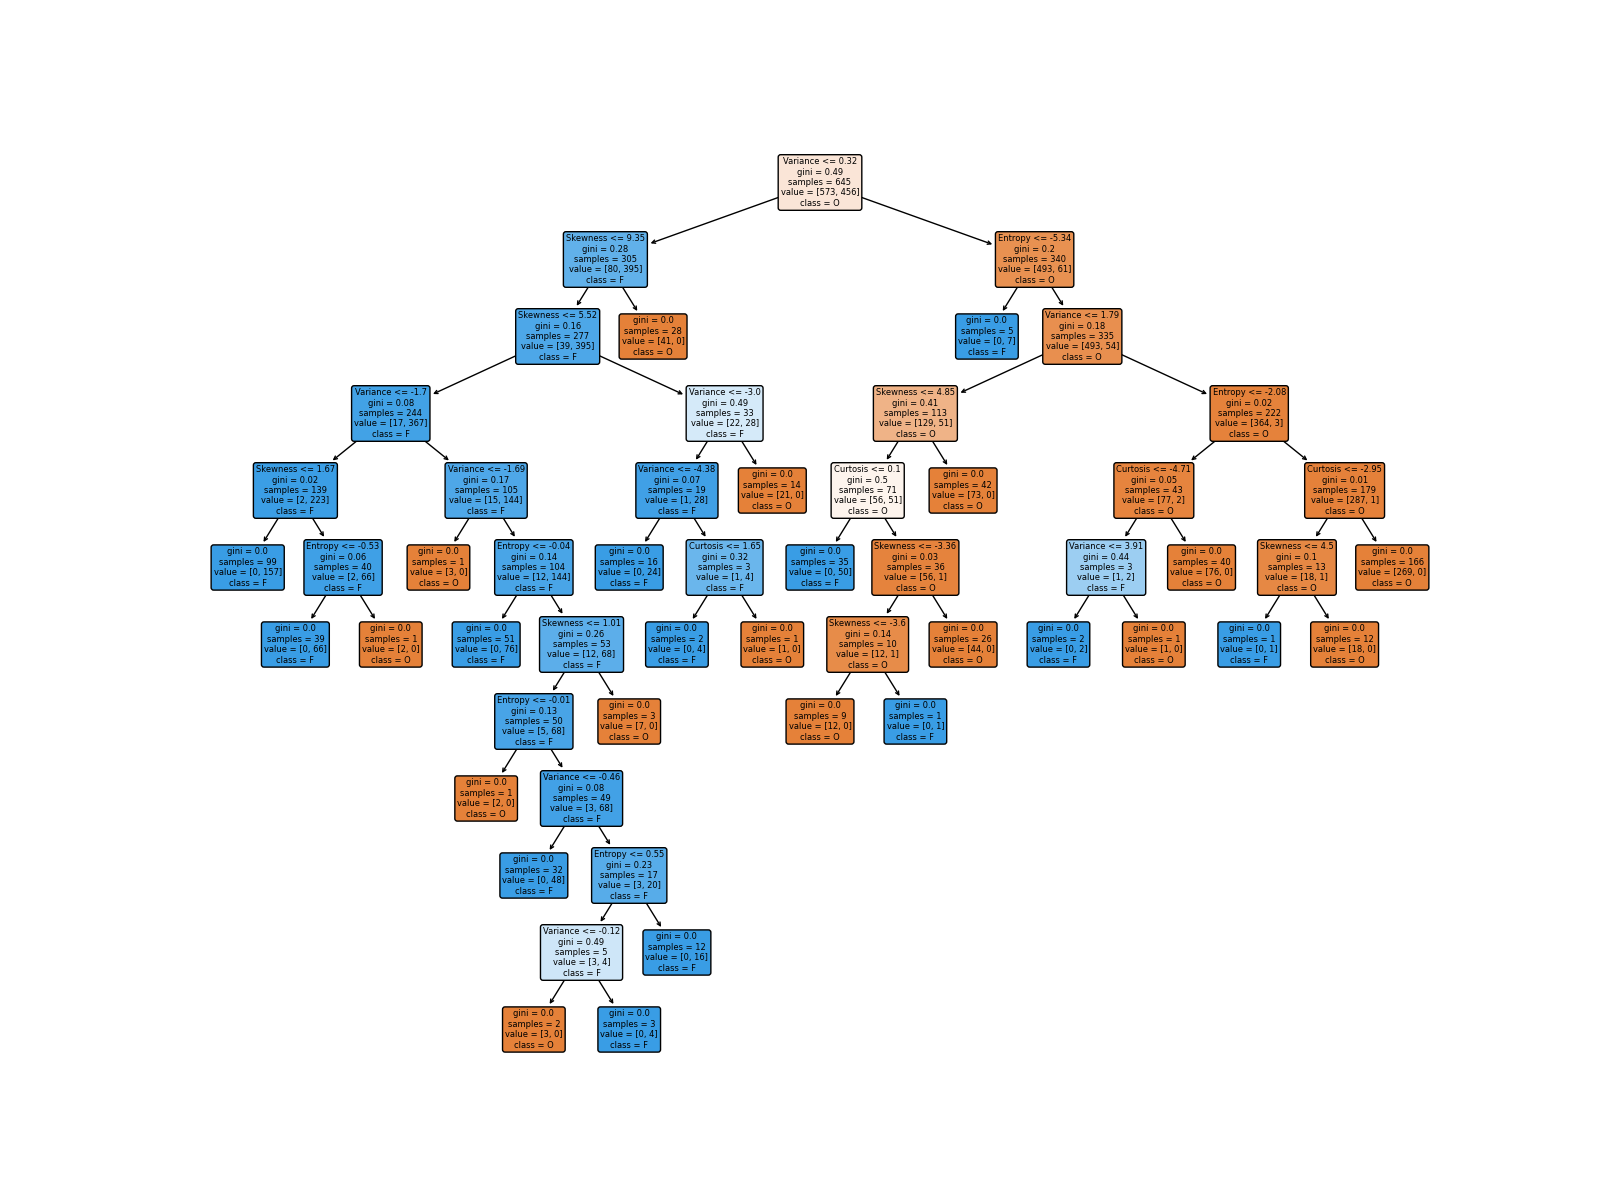 Variance <= 0.32
gini = 0.49
samples = 645
value = [573, 456]
class = O
Skewness <= 9.35
gini = 0.28
samples = 305
value = [80, 395]
class = F
Entropy <= -5.34
gini = 0.2
samples = 340
value = [493, 61]
class = O
Skewness <= 5.52
gini = 0.16
samples = 277
value = [39, 395]
class = F
gini = 0.0
samples = 28
value = [41, 0]
class = O
gini = 0.0
samples = 5
value = [0, 7]
class = F
Variance <= 1.79
gini = 0.18
samples = 335
value = [493, 54]
class = O
Variance <= -1.7
gini = 0.08
samples = 244
value = [17, 367]
class = F
Variance <= -3.0
gini = 0.49
samples = 33
value = [22, 28]
class = F
Skewness <= 4.85
gini = 0.41
samples = 113
value = [129, 51]
class = O
Entropy <= -2.08
gini = 0.02
samples = 222
value = [364, 3]
class = O
Skewness <= 1.67
gini = 0.02
samples = 139
value = [2, 223]
class = F
Variance <= -1.69
gini = 0.17
samples = 105
value = [15, 144]
class = F
Variance <= -4.38
gini = 0.07
samples = 19
value = [1, 28]
class = F
gini = 0.0
samples = 14
value = [21, 0]
class = O
Curtosis <= 0.1
gini = 0.5
samples = 71
value = [56, 51]
class = O
gini = 0.0
samples = 42
value = [73, 0]
class = O
Curtosis <= -4.71
gini = 0.05
samples = 43
value = [77, 2]
class = O
Curtosis <= -2.95
gini = 0.01
samples = 179
value = [287, 1]
class = O
gini = 0.0
samples = 99
value = [0, 157]
class = F
Entropy <= -0.53
gini = 0.06
samples = 40
value = [2, 66]
class = F
gini = 0.0
samples = 1
value = [3, 0]
class = O
Entropy <= -0.04
gini = 0.14
samples = 104
value = [12, 144]
class = F
gini = 0.0
samples = 16
value = [0, 24]
class = F
Curtosis <= 1.65
gini = 0.32
samples = 3
value = [1, 4]
class = F
gini = 0.0
samples = 35
value = [0, 50]
class = F
Skewness <= -3.36
gini = 0.03
samples = 36
value = [56, 1]
class = O
Variance <= 3.91
gini = 0.44
samples = 3
value = [1, 2]
class = F
gini = 0.0
samples = 40
value = [76, 0]
class = O
Skewness <= 4.5
gini = 0.1
samples = 13
value = [18, 1]
class = O
gini = 0.0
samples = 166
value = [269, 0]
class = O
gini = 0.0
samples = 39
value = [0, 66]
class = F
gini = 0.0
samples = 1
value = [2, 0]
class = O
gini = 0.0
samples = 51
value = [0, 76]
class = F
Skewness <= 1.01
gini = 0.26
samples = 53
value = [12, 68]
class = F
gini = 0.0
samples = 2
value = [0, 4]
class = F
gini = 0.0
samples = 1
value = [1, 0]
class = O
Skewness <= -3.6
gini = 0.14
samples = 10
value = [12, 1]
class = O
gini = 0.0
samples = 26
value = [44, 0]
class = O
gini = 0.0
samples = 2
value = [0, 2]
class = F
gini = 0.0
samples = 1
value = [1, 0]
class = O
gini = 0.0
samples = 1
value = [0, 1]
class = F
gini = 0.0
samples = 12
value = [18, 0]
class = O
Entropy <= -0.01
gini = 0.13
samples = 50
value = [5, 68]
class = F
gini = 0.0
samples = 3
value = [7, 0]
class = O
gini = 0.0
samples = 9
value = [12, 0]
class = O
gini = 0.0
samples = 1
value = [0, 1]
class = F
gini = 0.0
samples = 1
value = [2, 0]
class = O
Variance <= -0.46
gini = 0.08
samples = 49
value = [3, 68]
class = F
gini = 0.0
samples = 32
value = [0, 48]
class = F
Entropy <= 0.55
gini = 0.23
samples = 17
value = [3, 20]
class = F
Variance <= -0.12
gini = 0.49
samples = 5
value = [3, 4]
class = F
gini = 0.0
samples = 12
value = [0, 16]
class = F
gini = 0.0
samples = 2
value = [3, 0]
class = O
gini = 0.0
samples = 3
value = [0, 4]
class = F